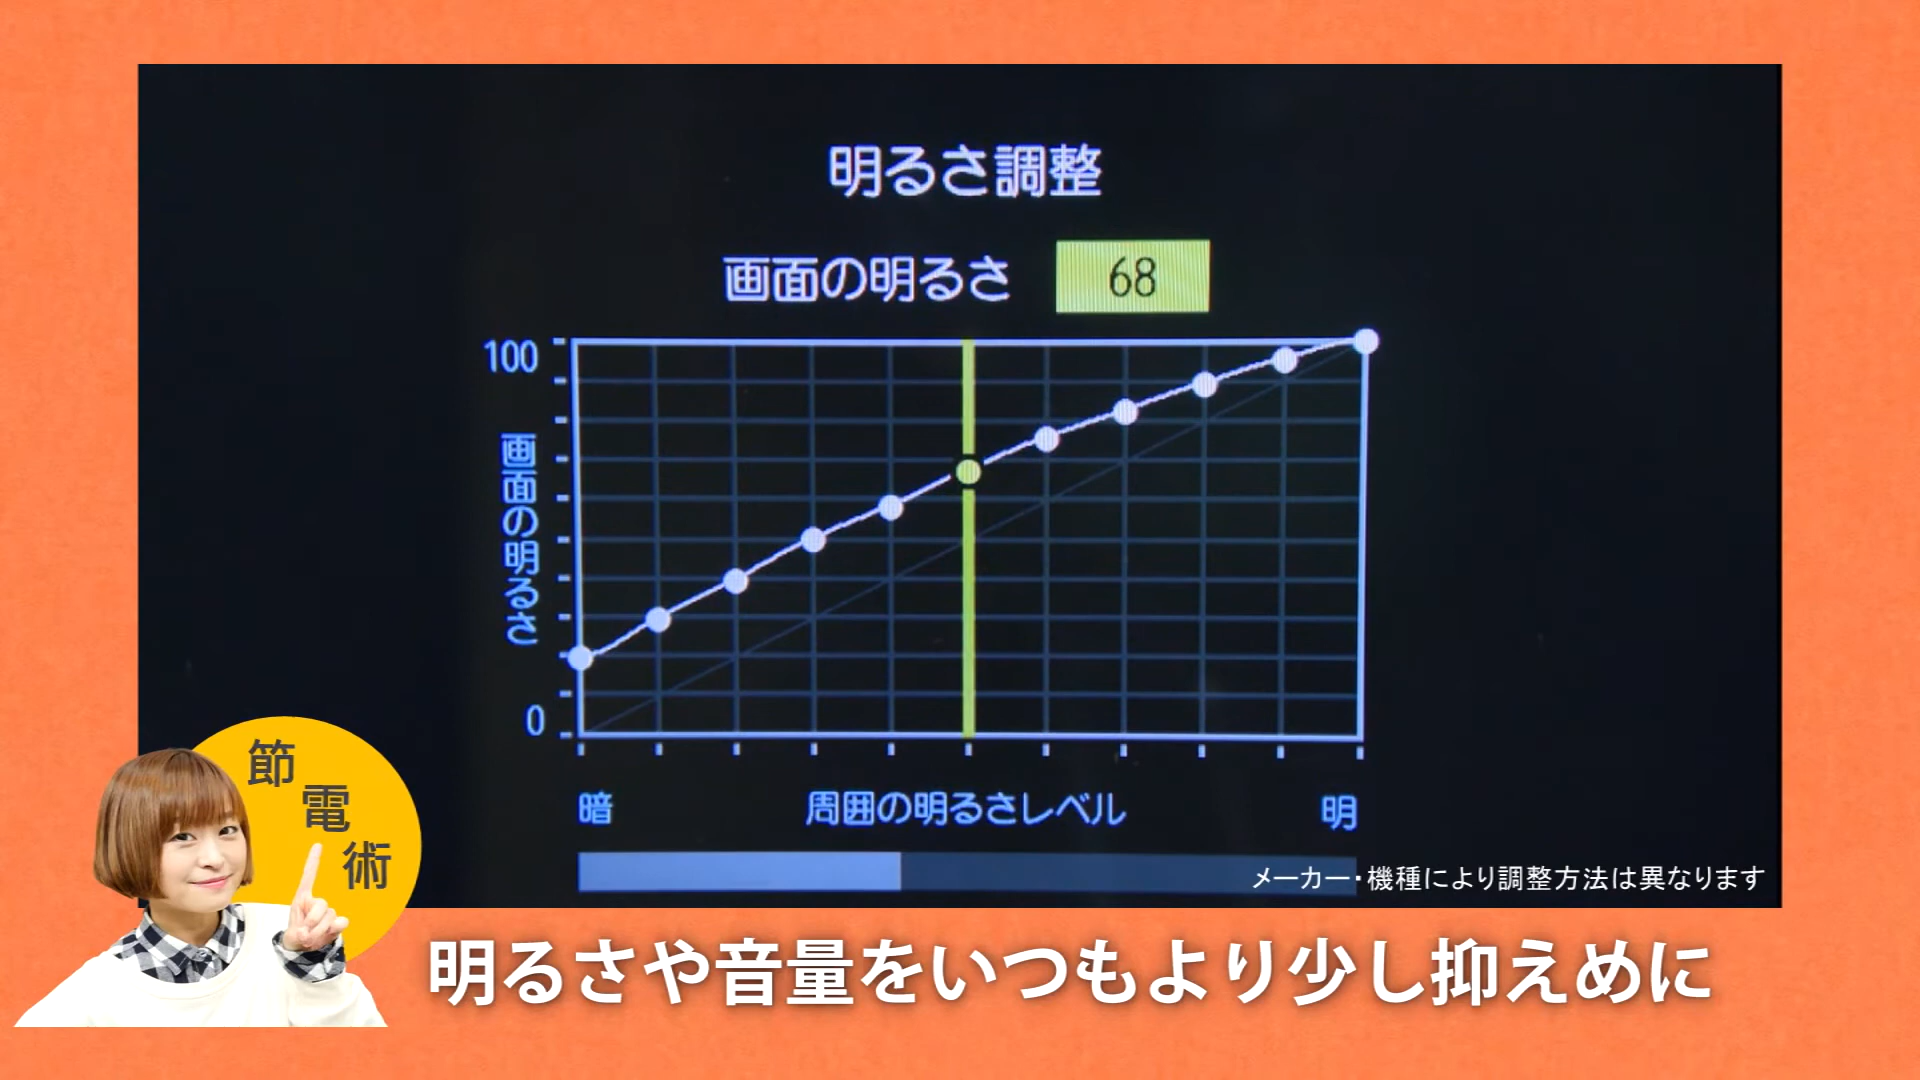 明るさ調整
画面の明るさ 68
100
画面の明るさ
0
暗 周囲の明るさレベル 明
メーカー・機種により調整方法は異なります
節電術
明るさや音量をいつもより少し抑えめに